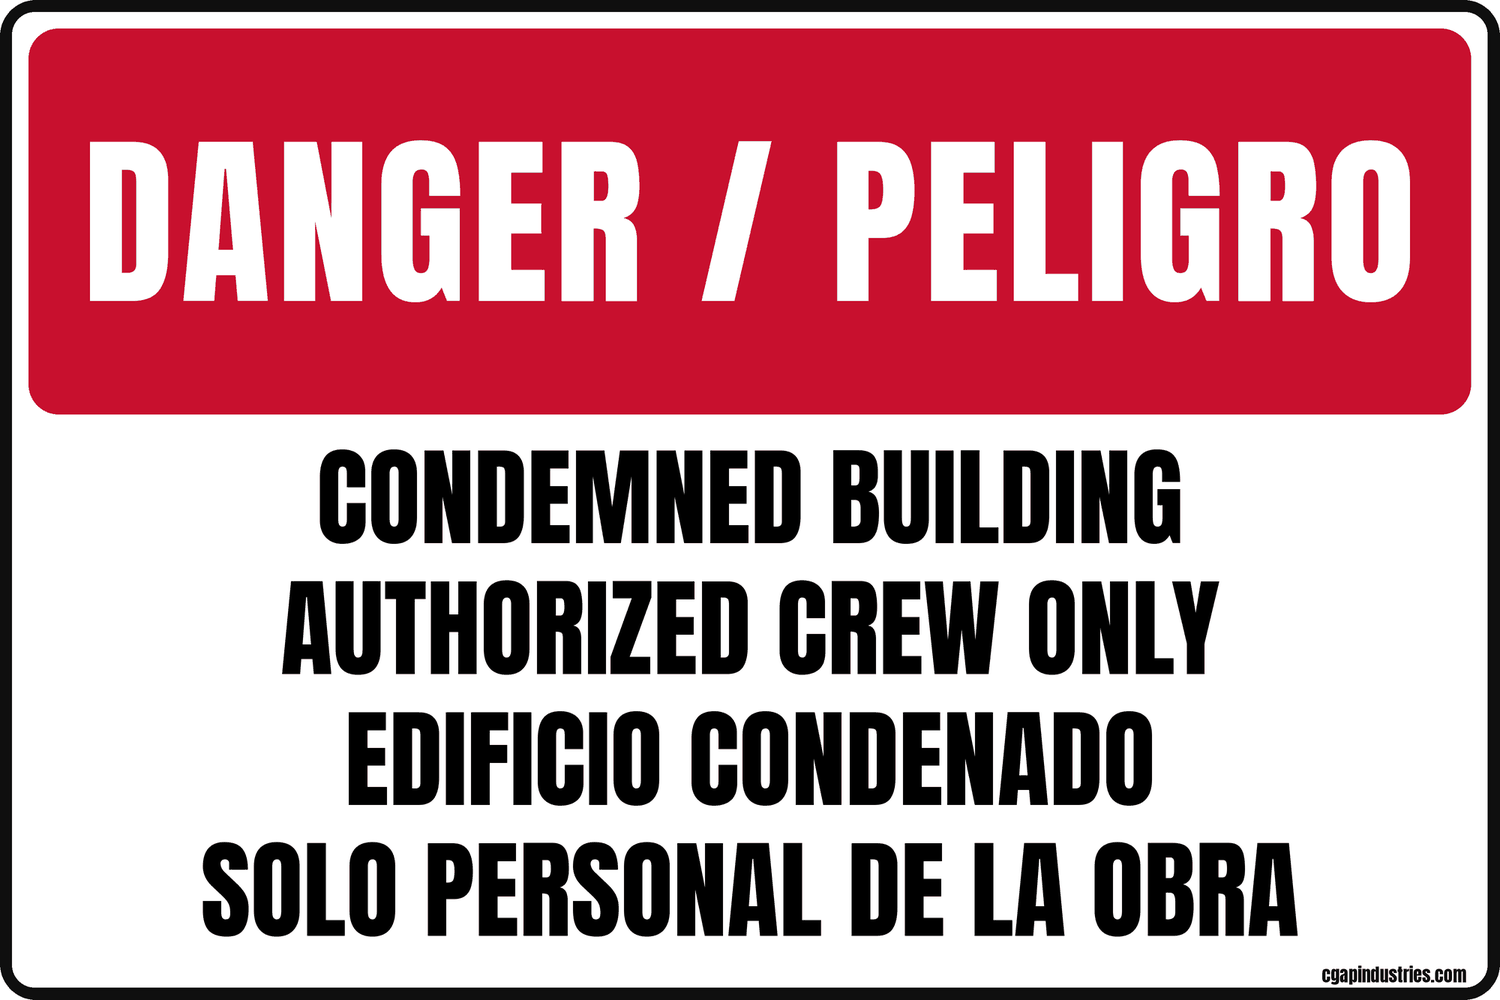 DANGER / PELIGRO
CONDEMNED BUILDING
AUTHORIZED CREW ONLY
EDIFICIO CONDENADO
SOLO PERSONAL DE LA OBRA
cgapindustries.com